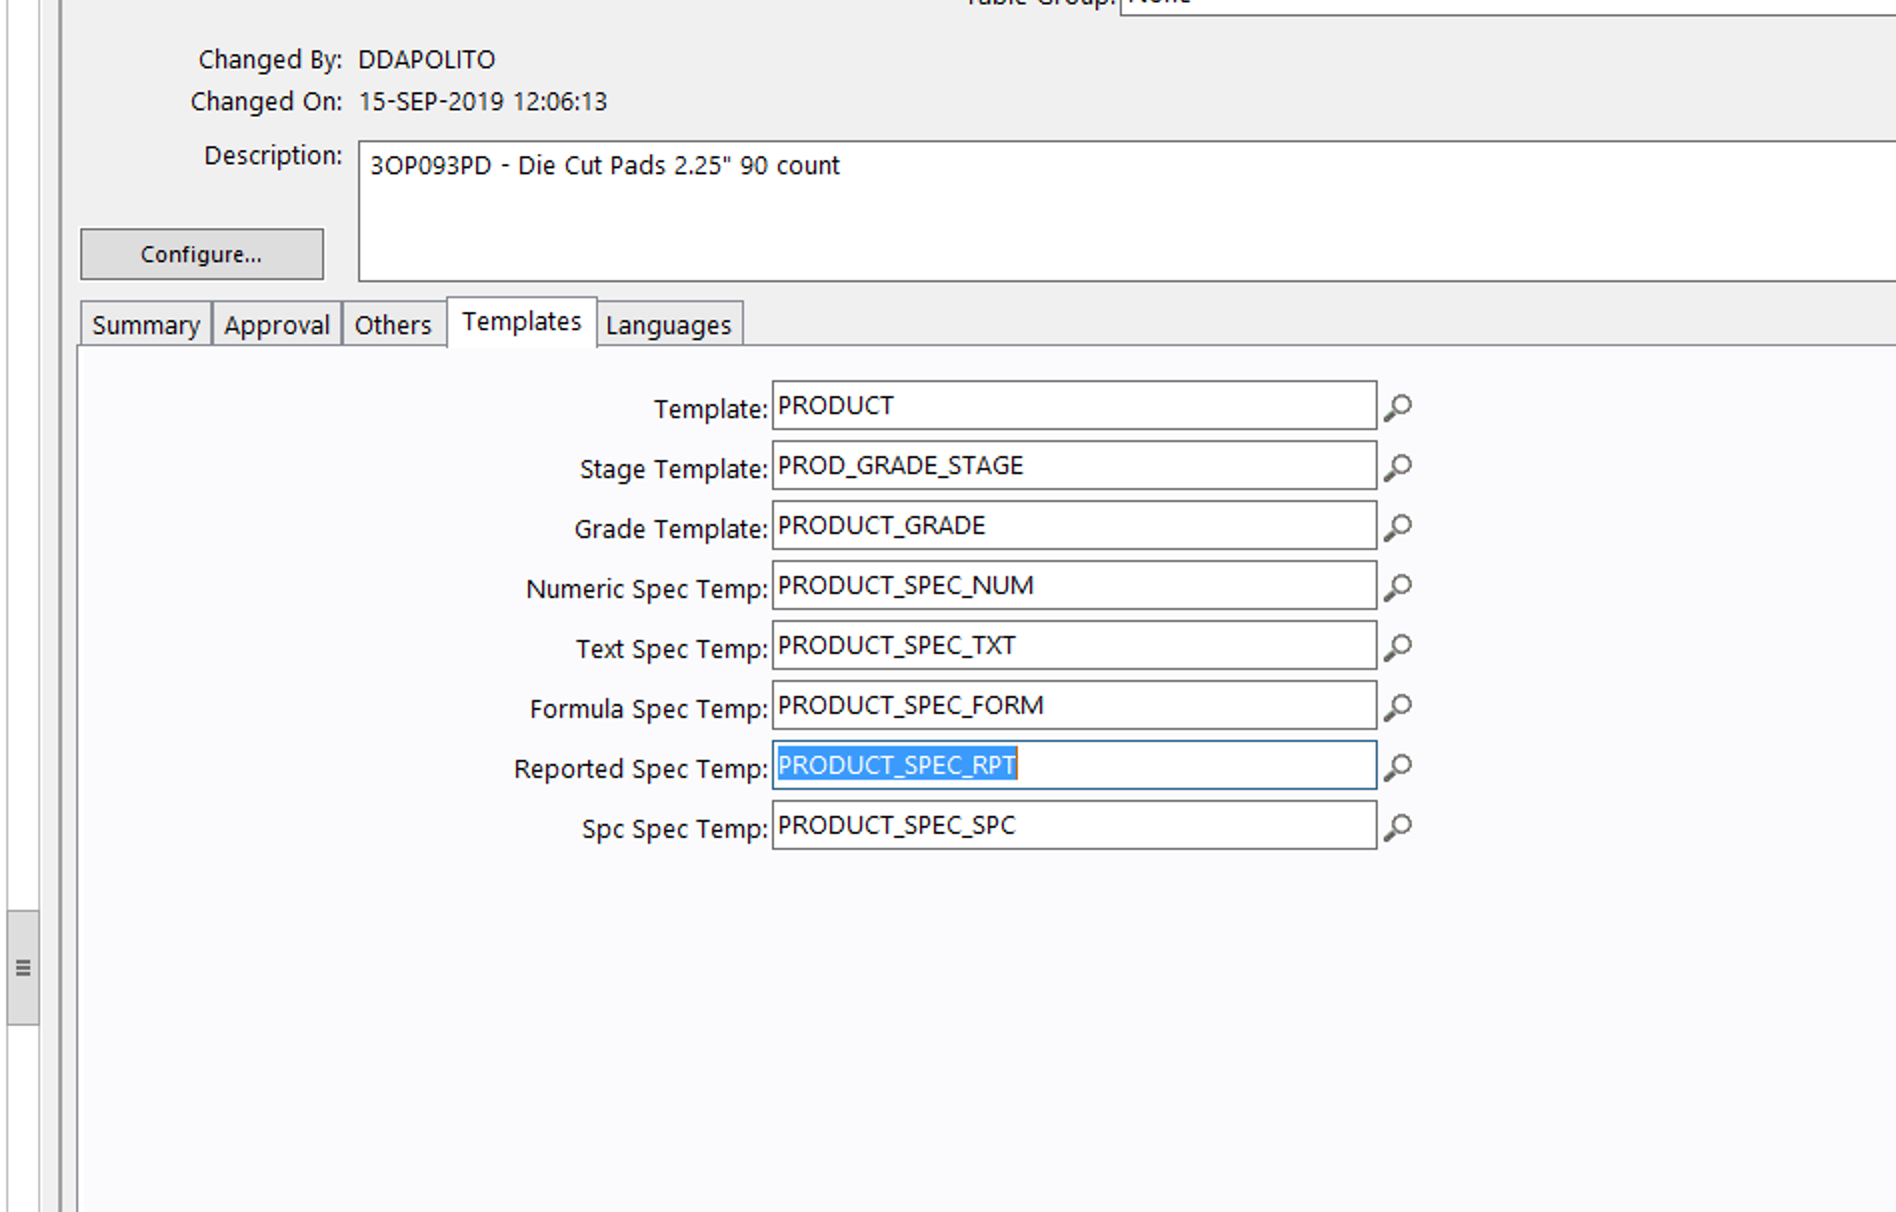 Table Group: None
Changed By: DDAPOLITO
Changed On: 15-SEP-2019 12:06:13
Description: 3OP093PD - Die Cut Pads 2.25" 90 count
Configure...
Summary Approval Others Templates Languages
Template: PRODUCT
Stage Template: PROD_GRADE_STAGE
Grade Template: PRODUCT_GRADE
Numeric Spec Temp: PRODUCT_SPEC_NUM
Text Spec Temp: PRODUCT_SPEC_TXT
Formula Spec Temp: PRODUCT_SPEC_FORM
Reported Spec Temp: PRODUCT_SPEC_RPT
Spc Spec Temp: PRODUCT_SPEC_SPC